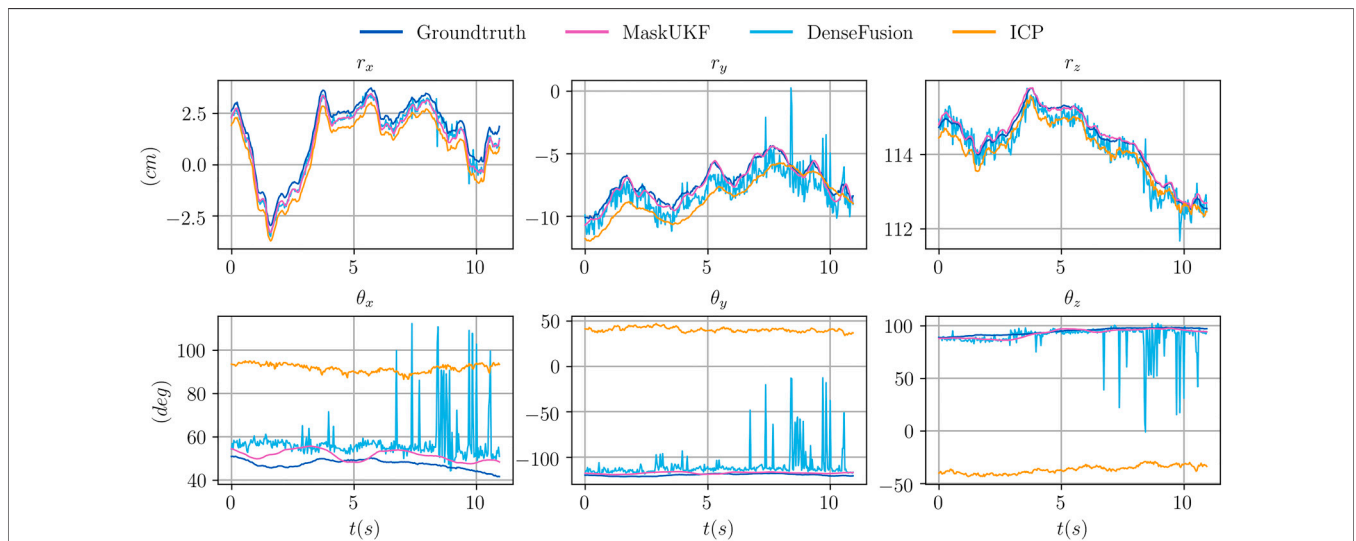 Groundtruth MaskUKF DenseFusion ICP
r_x r_y r_z
(cm)
2.5
0.0
−2.5
0 5 10
0
−5
−10
0 5 10
114
112
0 5 10
θ_x θ_y θ_z
(deg)
100
80
60
40
0 5 10
t(s)
50
0
−50
−100
0 5 10
t(s)
100
50
0
−50
0 5 10
t(s)